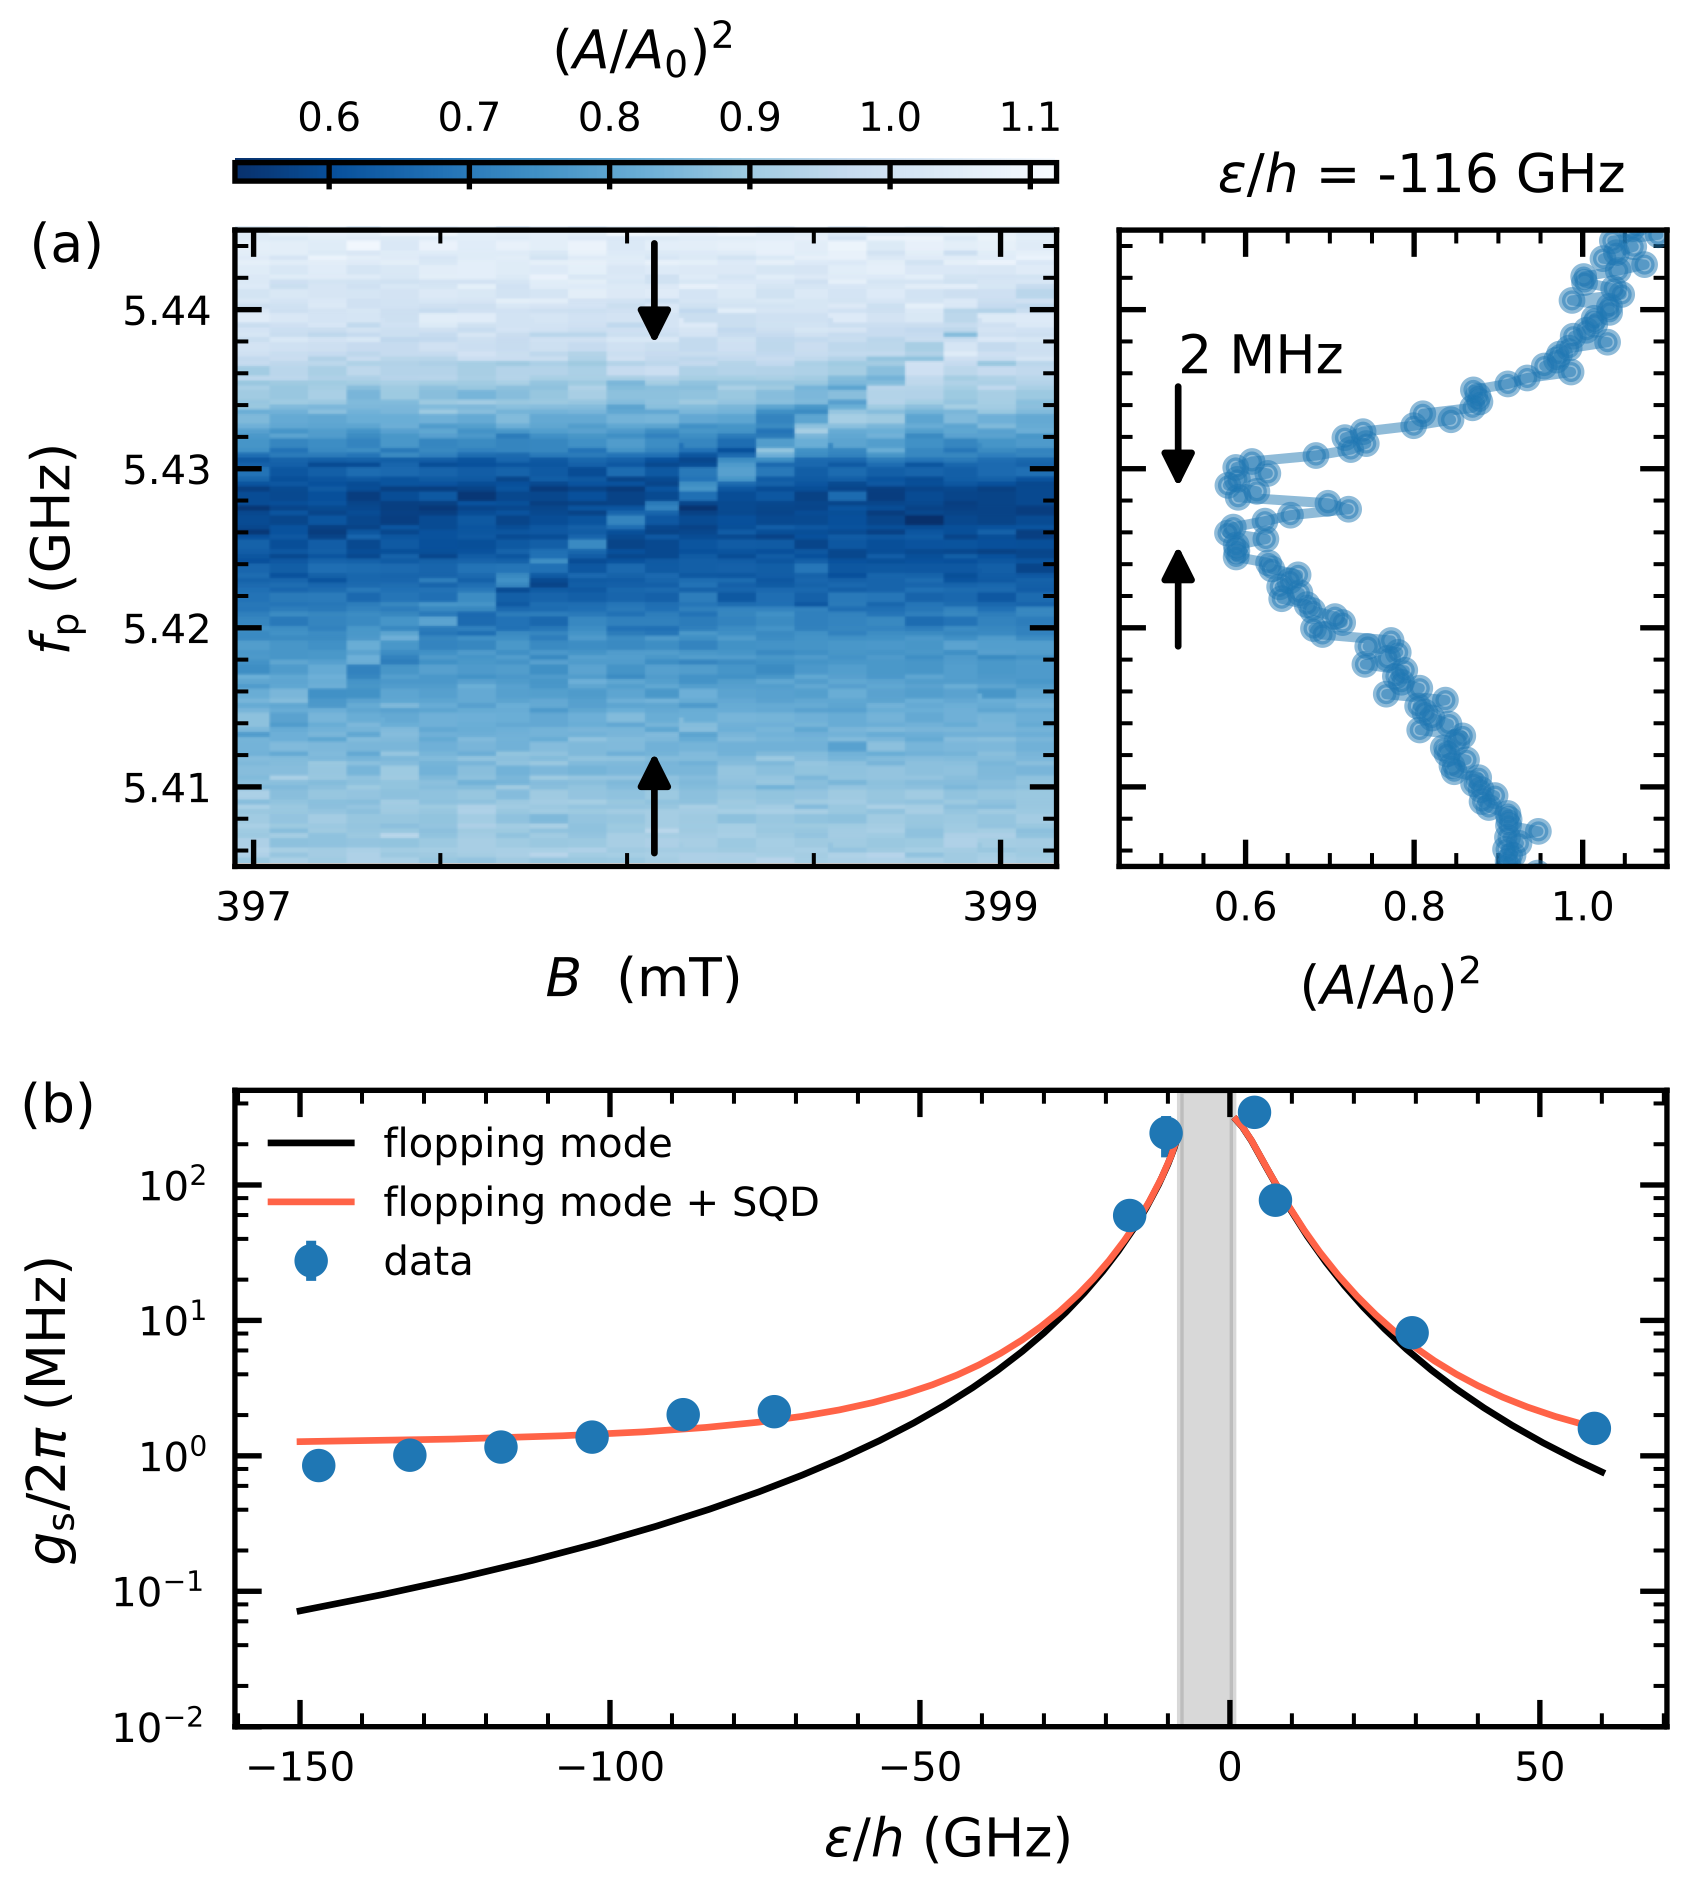 (A/A₀)²
0.6 0.7 0.8 0.9 1.0 1.1
ε/h = -116 GHz
(a)
5.44
5.43
5.42
5.41
fₚ (GHz)
2 MHz
397 399
0.6 0.8 1.0
B (mT)
(A/A₀)²
(b)
flopping mode
flopping mode + SQD
data
10²
10¹
10⁰
10⁻¹
10⁻²
gₛ/2π (MHz)
−150 −100 −50 0 50
ε/h (GHz)